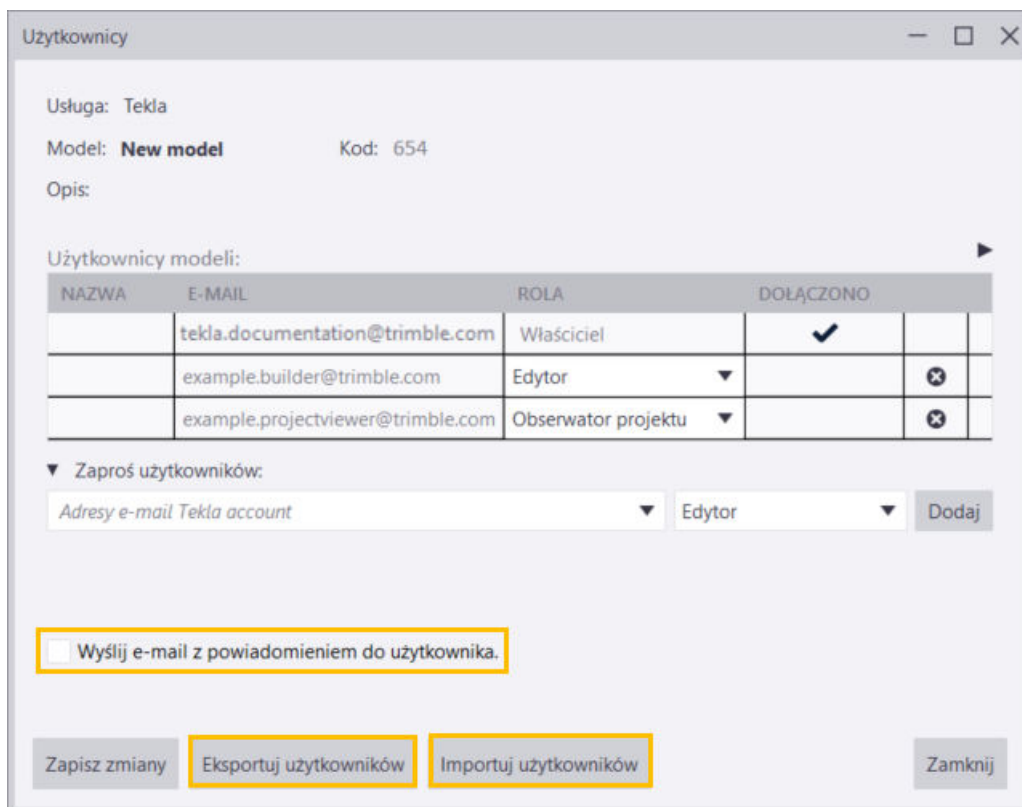 Użytkownicy
Usługa: Tekla
Model: New model Kod: 654
Opis:
Użytkownicy modeli:
NAZWA E-MAIL ROLA DOŁĄCZONO
tekla.documentation@trimble.com Właściciel
example.builder@trimble.com Edytor
example.projectviewer@trimble.com Obserwator projektu
Zaproś użytkowników:
Adresy e-mail Tekla account Edytor Dodaj
Wyślij e-mail z powiadomieniem do użytkownika.
Zapisz zmiany Eksportuj użytkowników Importuj użytkowników Zamknij